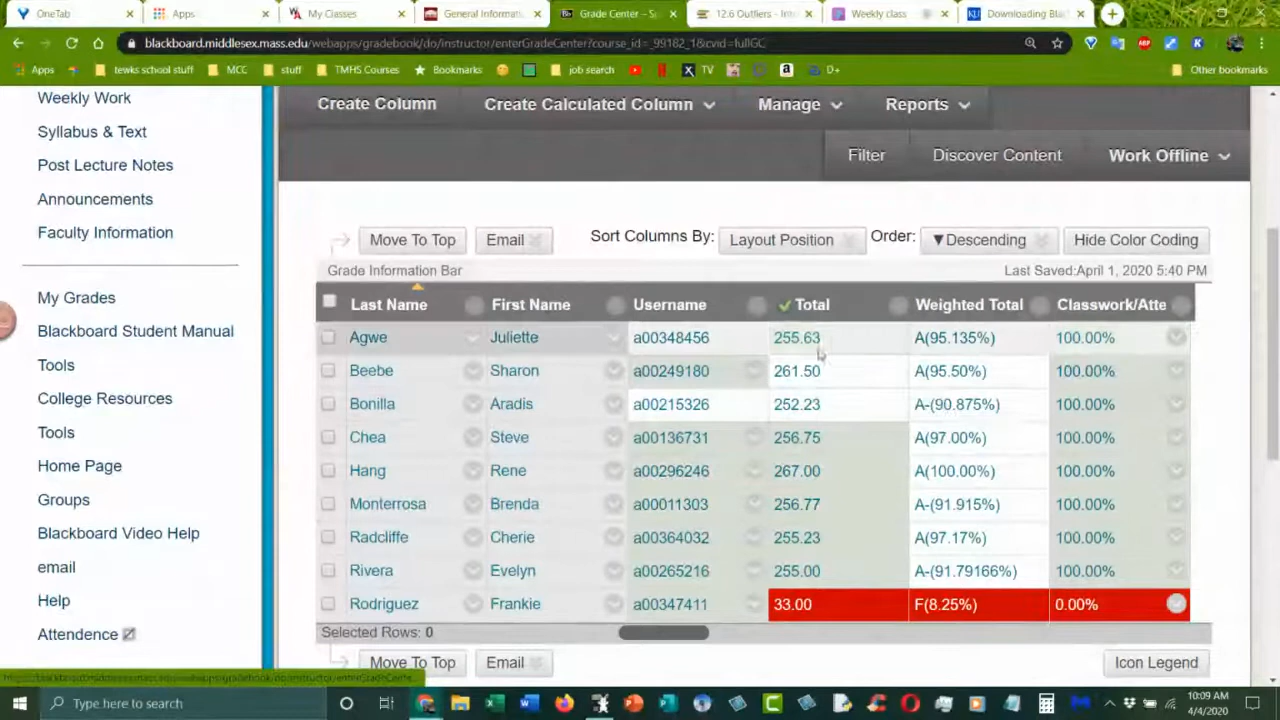 OneTab
Apps
My Classes
General Informati
Grade Center – S
12.6 Outliers - Int
Weekly class
Downloading Bla
blackboard.middlesex.mass.edu/webapps/gradebook/do/instructor/enterGradeCenter?course_id=_99182_1&cvid=fullGC
Apps
tewks school stuff
MCC
stuff
TMHS Courses
Bookmarks
job search
TV
D+
Other bookmarks
Weekly Work
Syllabus & Text
Post Lecture Notes
Announcements
Faculty Information
My Grades
Blackboard Student Manual
Tools
College Resources
Tools
Home Page
Groups
Blackboard Video Help
email
Help
Attendence
Create Column Create Calculated Column Manage Reports
Filter Discover Content Work Offline
Move To Top Email Sort Columns By: Layout Position Order: ▼Descending Hide Color Coding
Grade Information Bar Last Saved:April 1, 2020 5:40 PM
Last Name First Name Username Total Weighted Total Classwork/Atte
Agwe Juliette a00348456 255.63 A(95.135%) 100.00%
Beebe Sharon a00249180 261.50 A(95.50%) 100.00%
Bonilla Aradis a00215326 252.23 A-(90.875%) 100.00%
Chea Steve a00136731 256.75 A(97.00%) 100.00%
Hang Rene a00296246 267.00 A(100.00%) 100.00%
Monterrosa Brenda a00011303 256.77 A-(91.915%) 100.00%
Radcliffe Cherie a00364032 255.23 A(97.17%) 100.00%
Rivera Evelyn a00265216 255.00 A-(91.79166%) 100.00%
Rodriguez Frankie a00347411 33.00 F(8.25%) 0.00%
Selected Rows: 0
Move To Top Email Icon Legend
Type here to search
10:09 AM
4/4/2020